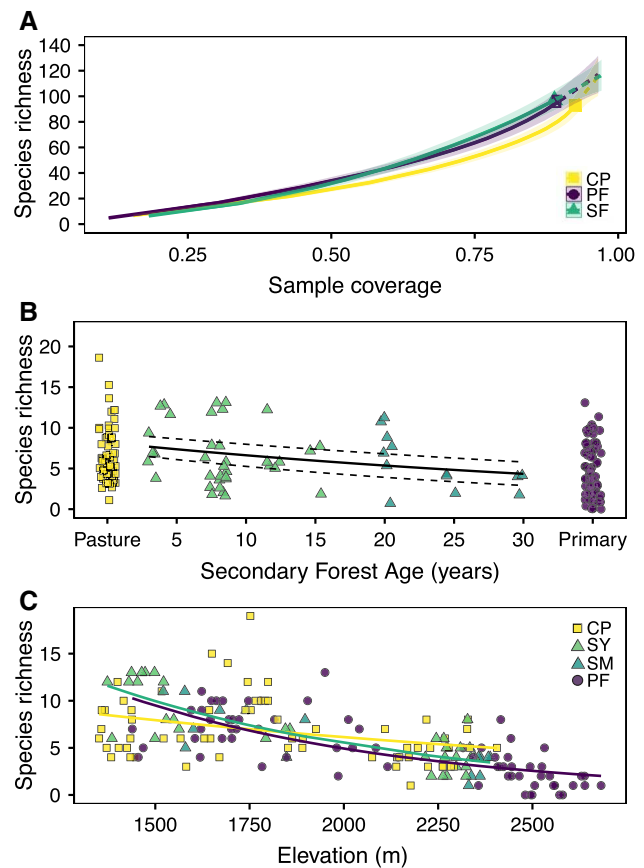 A
Species richness
140
120
100
80
60
40
20
0
CP
PF
SF
0.25 0.50 0.75 1.00
Sample coverage
B
Species richness
20
15
10
5
0
Pasture 5 10 15 20 25 30 Primary
Secondary Forest Age (years)
C
Species richness
15
10
5
0
CP
SY
SM
PF
1500 1750 2000 2250 2500
Elevation (m)